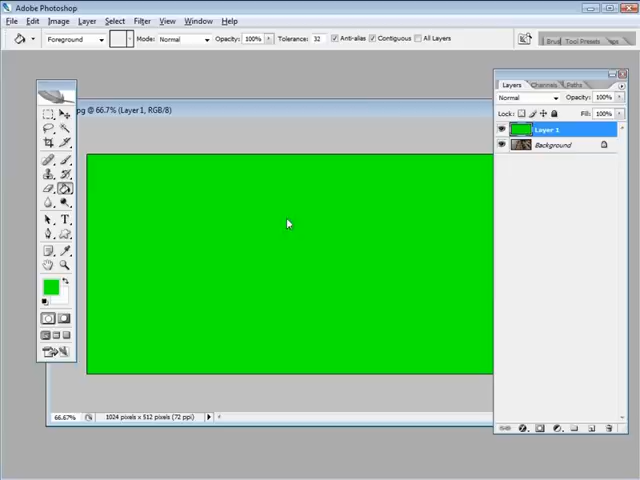 Adobe Photoshop
File Edit Image Layer Select Filter View Window Help
Foreground Mode: Normal Opacity: 100% Tolerance: 32 Anti-alias Contiguous All Layers Tool Presets
pg @ 66.7% (Layer 1, RGB/8)
Layers Channels Paths
Normal Opacity: 100%
Lock: Fill: 100%
Layer 1
Background
T
66.67% 1024 pixels x 512 pixels (72 ppi)